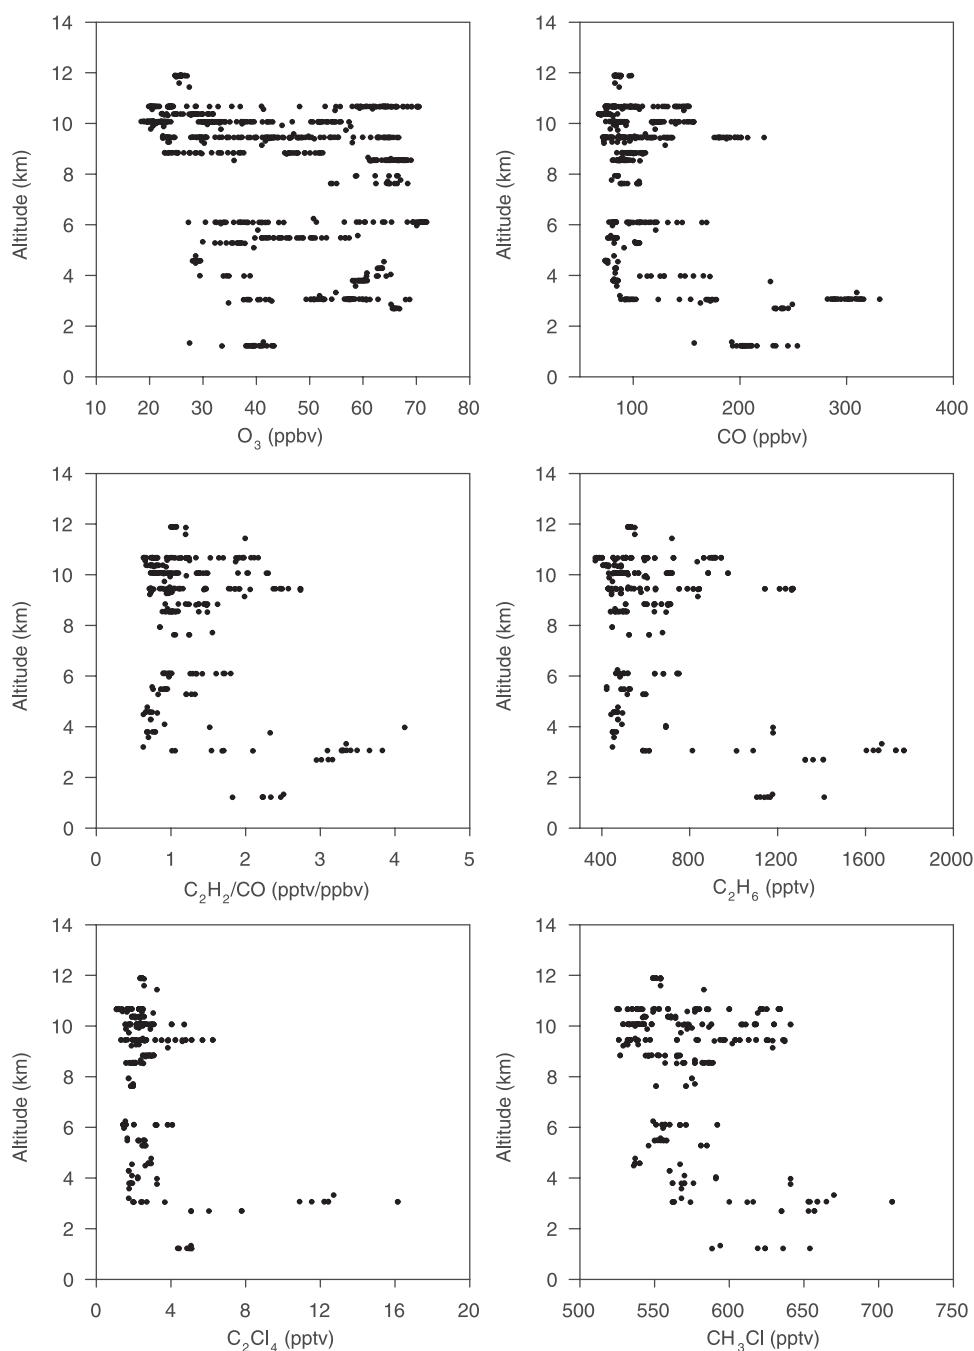 14
12
10
8
6
4
2
0
Altitude (km)
10 20 30 40 50 60 70 80
O3 (ppbv)
14
12
10
8
6
4
2
0
Altitude (km)
100 200 300 400
CO (ppbv)
14
12
10
8
6
4
2
0
Altitude (km)
0 1 2 3 4 5
C2H2/CO (pptv/ppbv)
14
12
10
8
6
4
2
0
Altitude (km)
400 800 1200 1600 2000
C2H6 (pptv)
14
12
10
8
6
4
2
0
Altitude (km)
0 4 8 12 16 20
C2Cl4 (pptv)
14
12
10
8
6
4
2
0
Altitude (km)
500 550 600 650 700 750
CH3Cl (pptv)